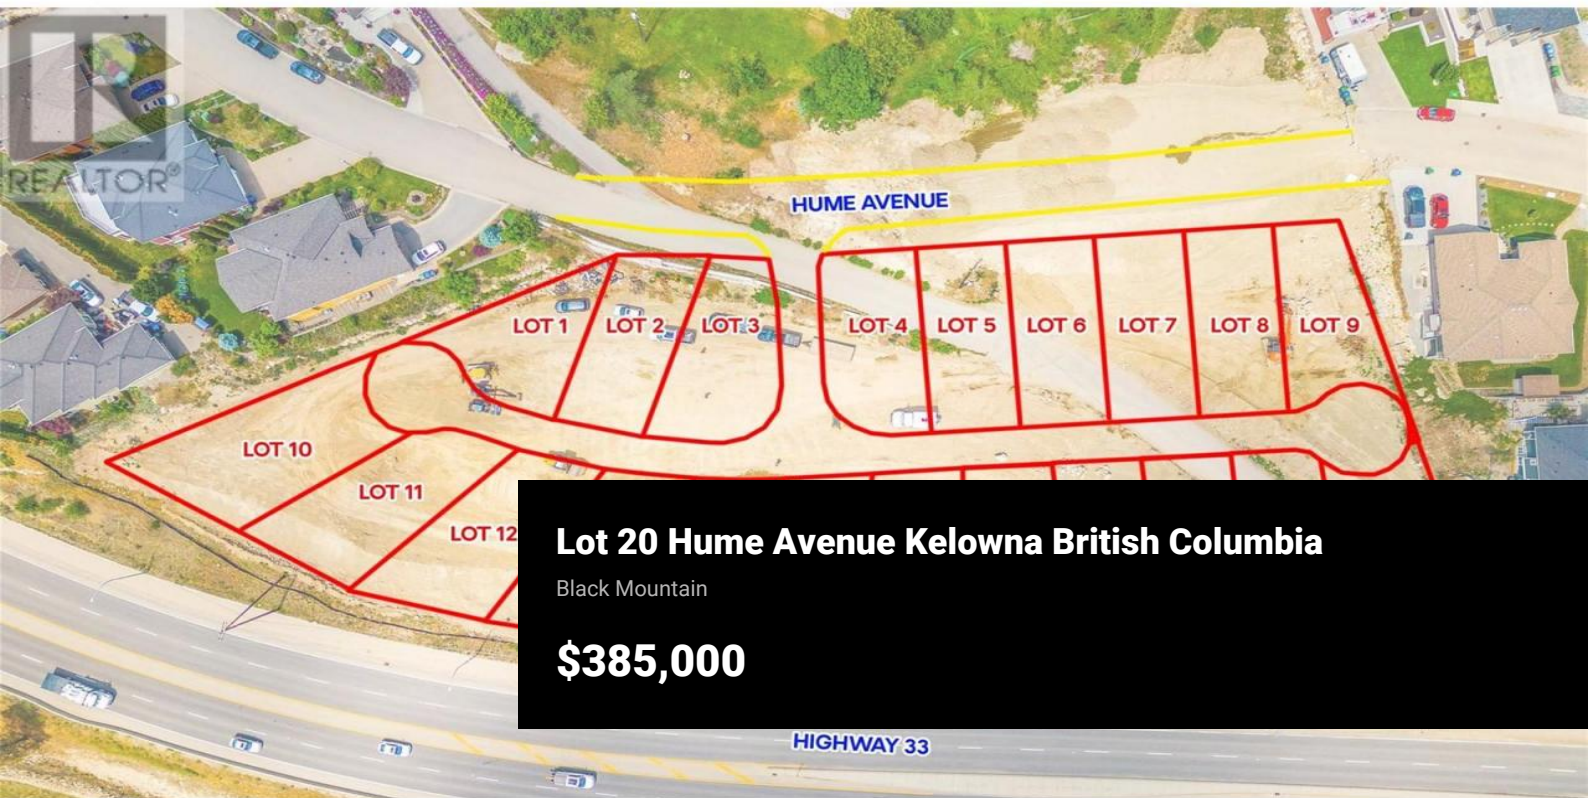 REALTOR®
HUME AVENUE
LOT 1
LOT 2
LOT 3
LOT 4
LOT 5
LOT 6
LOT 7
LOT 8
LOT 9
LOT 10
LOT 11
LOT 12
Lot 20 Hume Avenue Kelowna British Columbia
Black Mountain
$385,000
HIGHWAY 33